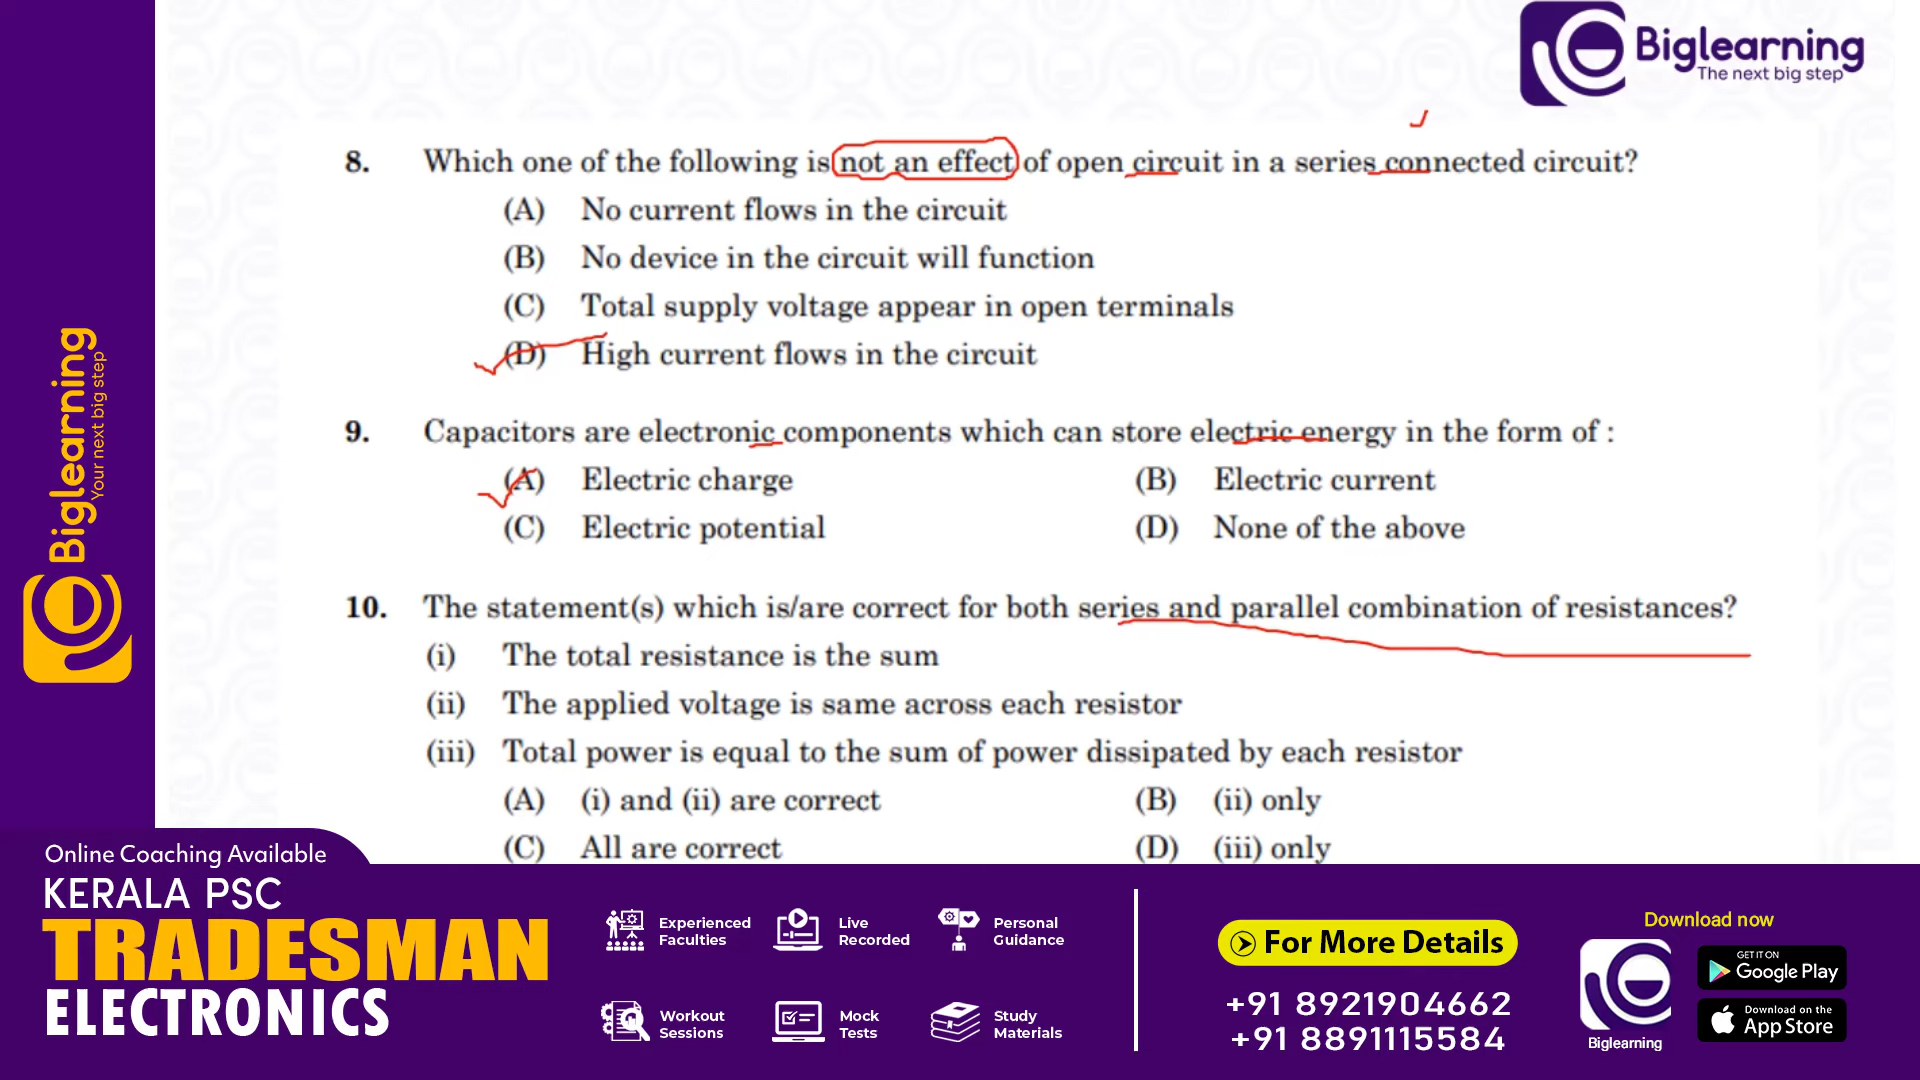 Biglearning
The next big step
8. Which one of the following is not an effect of open circuit in a series connected circuit?
(A) No current flows in the circuit
(B) No device in the circuit will function
(C) Total supply voltage appear in open terminals
(D) High current flows in the circuit
9. Capacitors are electronic components which can store electric energy in the form of :
(A) Electric charge (B) Electric current
(C) Electric potential (D) None of the above
10. The statement(s) which is/are correct for both series and parallel combination of resistances?
(i) The total resistance is the sum
(ii) The applied voltage is same across each resistor
(iii) Total power is equal to the sum of power dissipated by each resistor
(A) (i) and (ii) are correct (B) (ii) only
(C) All are correct (D) (iii) only
Biglearning
Your next big step
Online Coaching Available
KERALA PSC
TRADESMAN
ELECTRONICS
Experienced
Faculties
Live
Recorded
Personal
Guidance
Workout
Sessions
Mock
Tests
Study
Materials
For More Details
+91 8921904662
+91 8891115584
Download now
Biglearning
GET IT ON
Google Play
Download on the
App Store